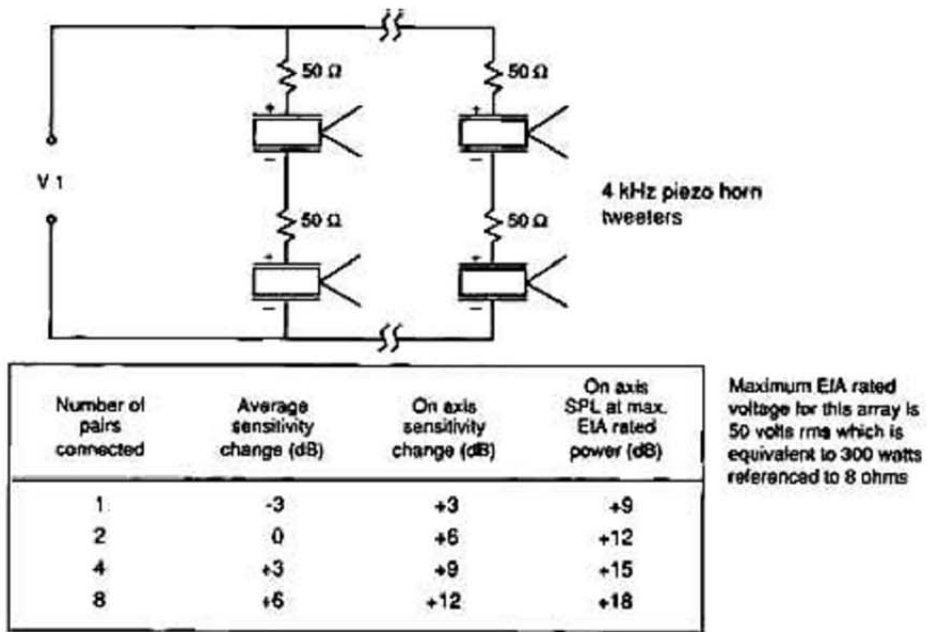 50 Ω
50 Ω
+
+
−
−
V 1
4 kHz piezo horn
tweeters
50 Ω
50 Ω
+
+
−
−
Number of
pairs
connected
Average
sensitivity
change (dB)
On axis
sensitivity
change (dB)
On axis
SPL at max.
EIA rated
power (dB)
1 -3 +3 +9
2 0 +6 +12
4 +3 +9 +15
8 +6 +12 +18
Maximum EIA rated
voltage for this array is
50 volts rms which is
equivalent to 300 watts
referenced to 8 ohms